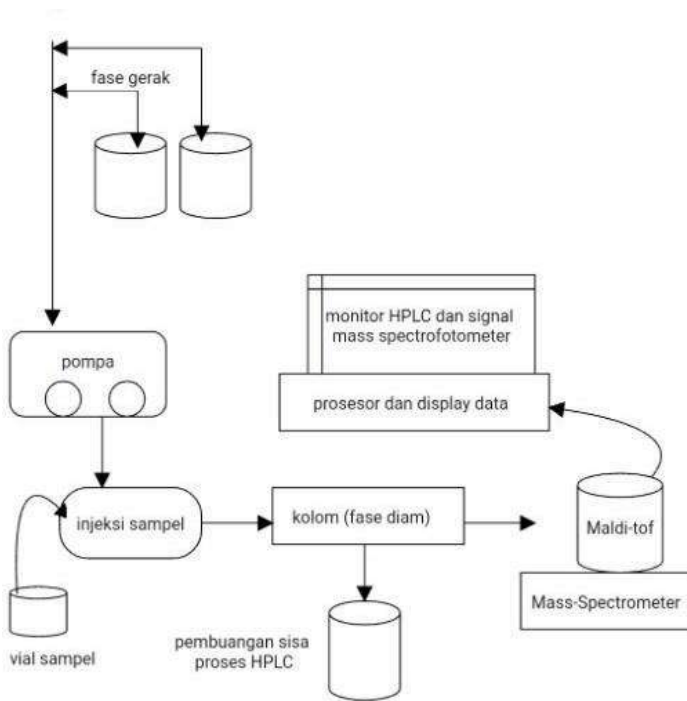 fase gerak
monitor HPLC dan signal
mass spectrofotometer
pompa
prosesor dan display data
injeksi sampel
kolom (fase diam)
Maldi-tof
Mass-Spectrometer
vial sampel
pembuangan sisa
proses HPLC